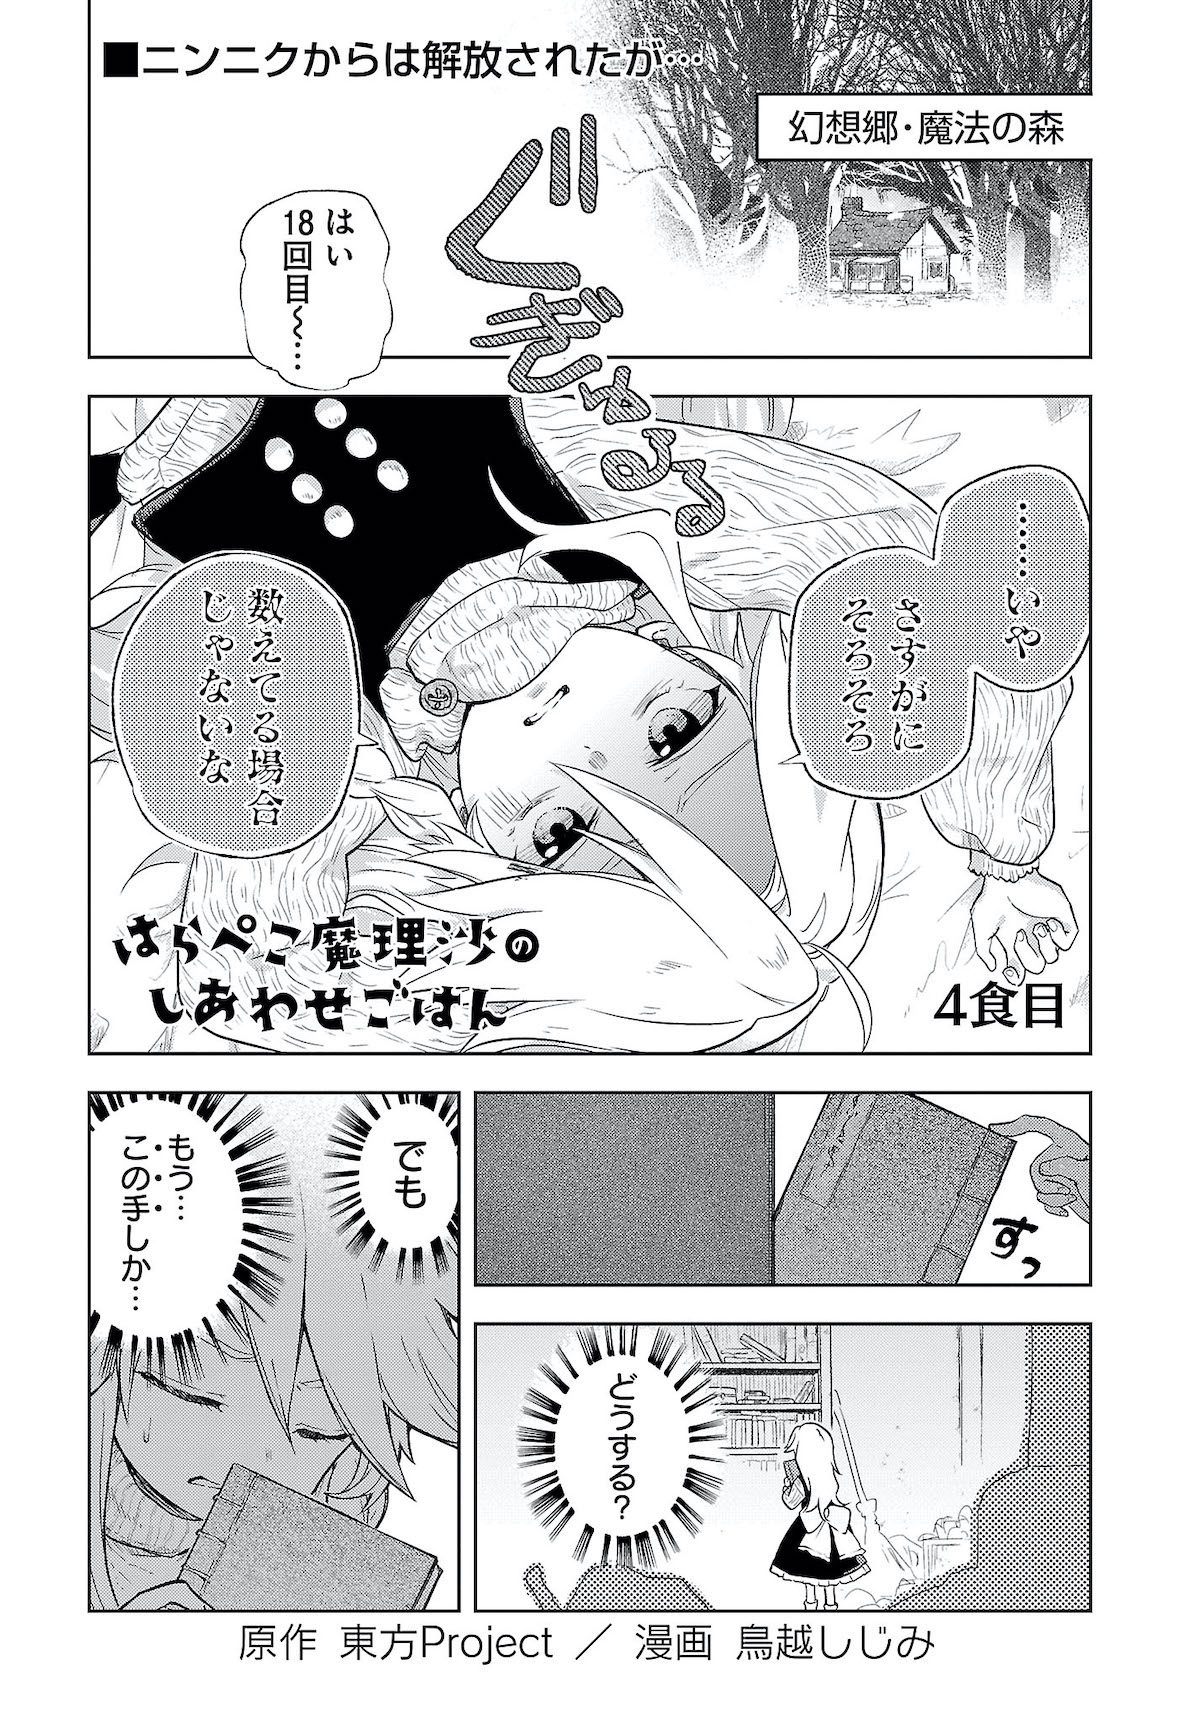 ■ニンニクからは解放されたが…
幻想郷・魔法の森
ぐぎゅるる
はい
18回目～…
……いや
さすがに
そろそろ
数えてる場合
じゃないな
はらぺこ魔理沙の
しあわせごはん
4食目
すっ
どうする?
でも
もう…
この手しか…
原作 東方Project ／ 漫画 鳥越しじみ